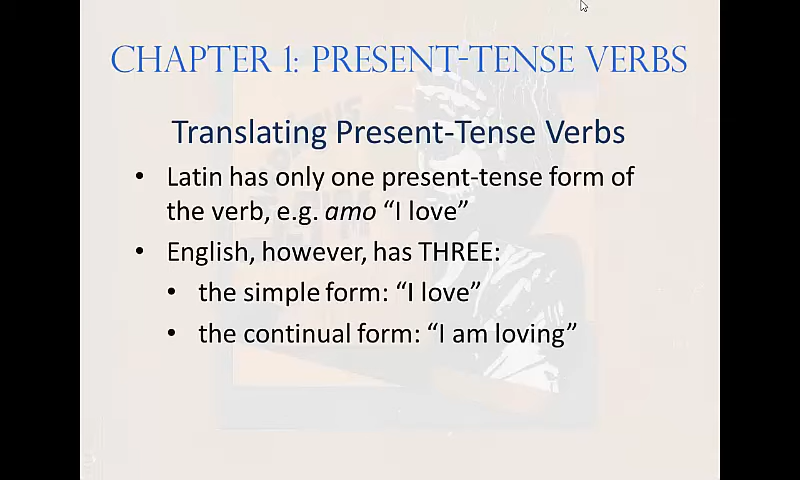 CHAPTER 1: PRESENT-TENSE VERBS
Translating Present-Tense Verbs
• Latin has only one present-tense form of
the verb, e.g. amo “I love”
• English, however, has THREE:
• the simple form: “I love”
• the continual form: “I am loving”